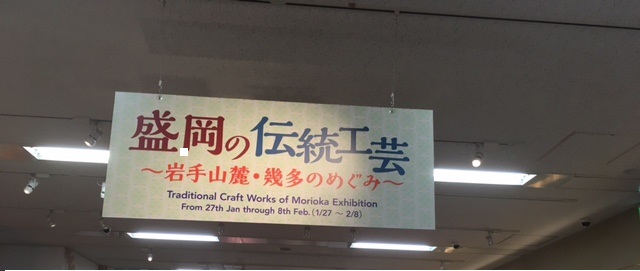 盛岡の伝統工芸
〜岩手山麓・幾多のめぐみ〜
Traditional Craft Works of Morioka Exhibition
From 27th Jan through 8th Feb. (1/27 〜 2/8)